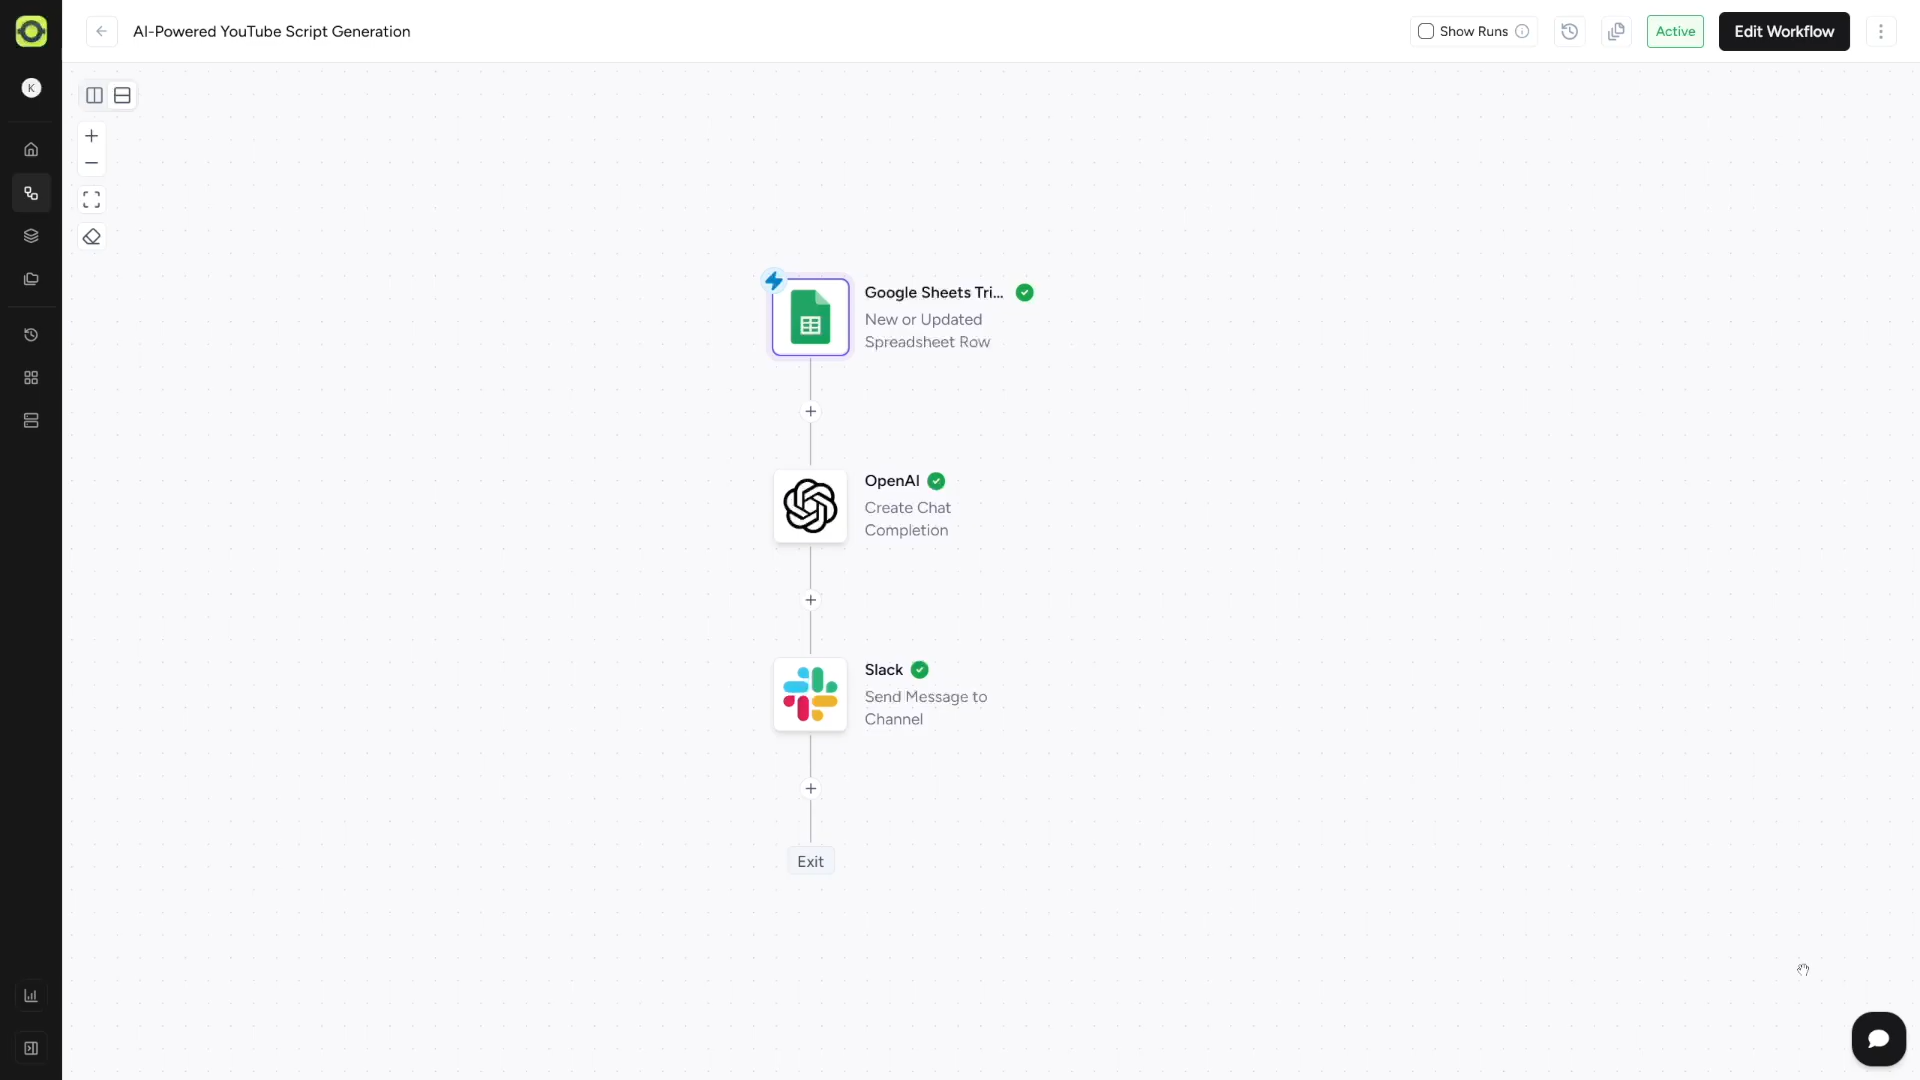 AI-Powered YouTube Script Generation
Show Runs
Active
Edit Workflow
K
Google Sheets Tri...
New or Updated
Spreadsheet Row
OpenAI
Create Chat
Completion
Slack
Send Message to
Channel
Exit